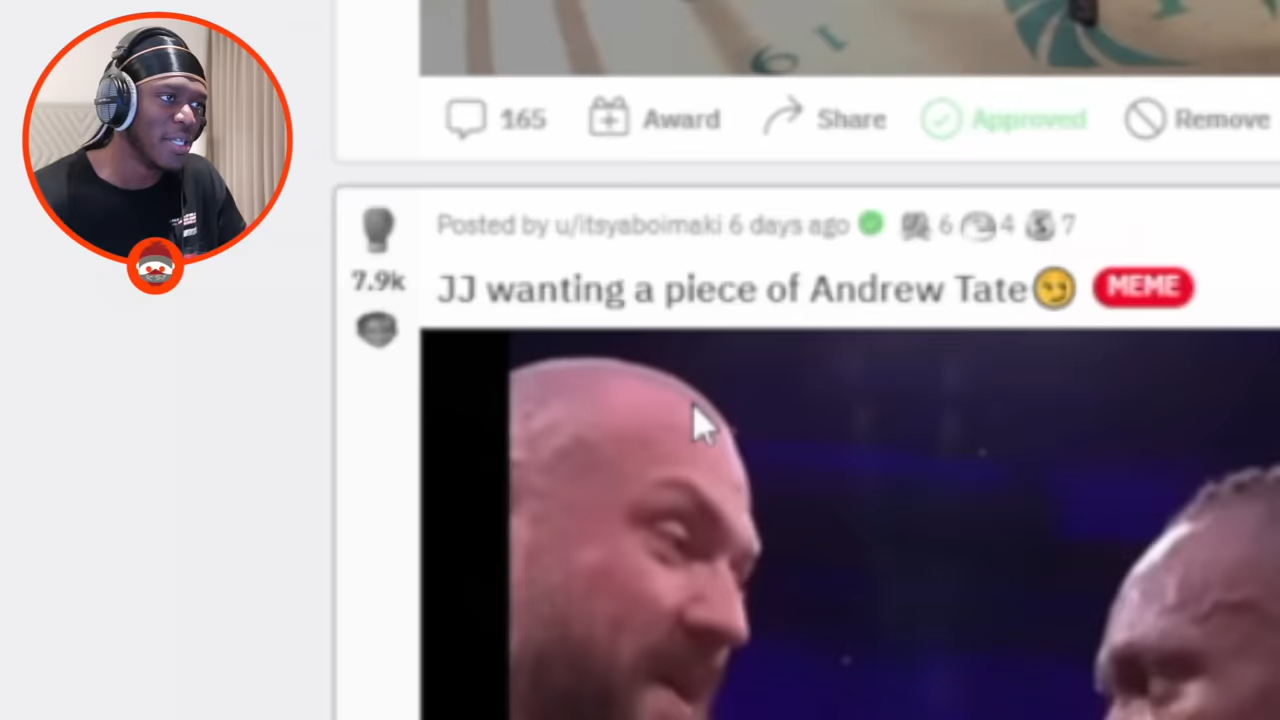 165 Award Share Approved Remove
Posted by u/itsyaboimaki 6 days ago 6 4 7
7.9k
JJ wanting a piece of Andrew Tate😏 MEME